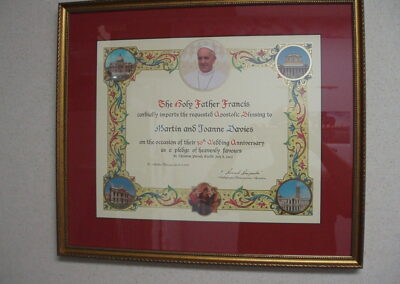 The Holy Father Francis
cordially imparts the requested Apostolic Blessing to
Martin and Joanne Davies
on the occasion of their 50th Wedding Anniversary
as a pledge of heavenly favours